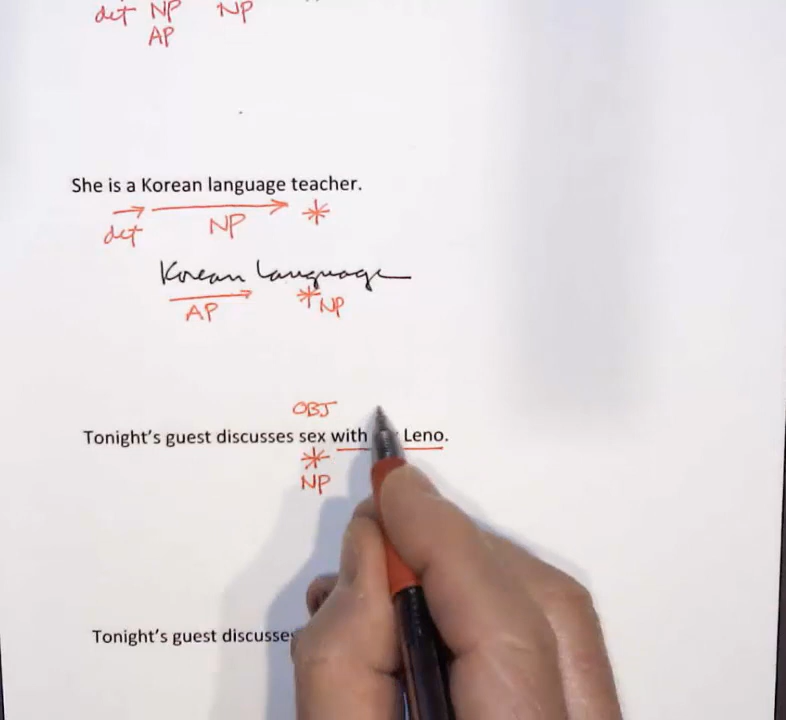 det NP NP
AP
She is a Korean language teacher.
det NP *
Korean Language
AP * NP
OBJ
Tonight's guest discusses sex with Leno.
*
NP
Tonight's guest